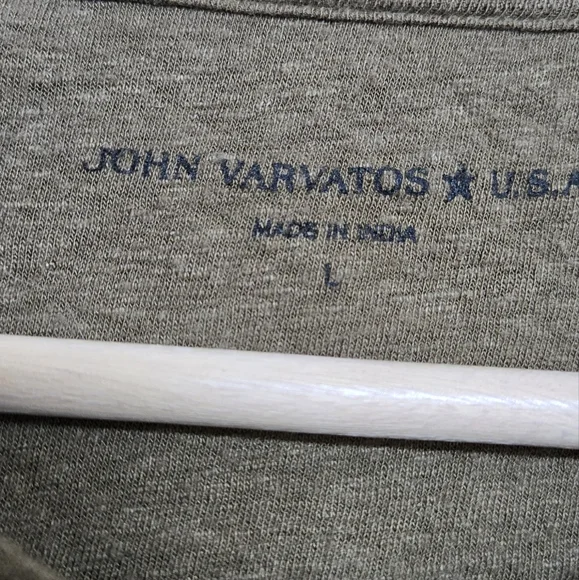 JOHN VARVATOS ★ U.S.A
MADE IN INDIA
L